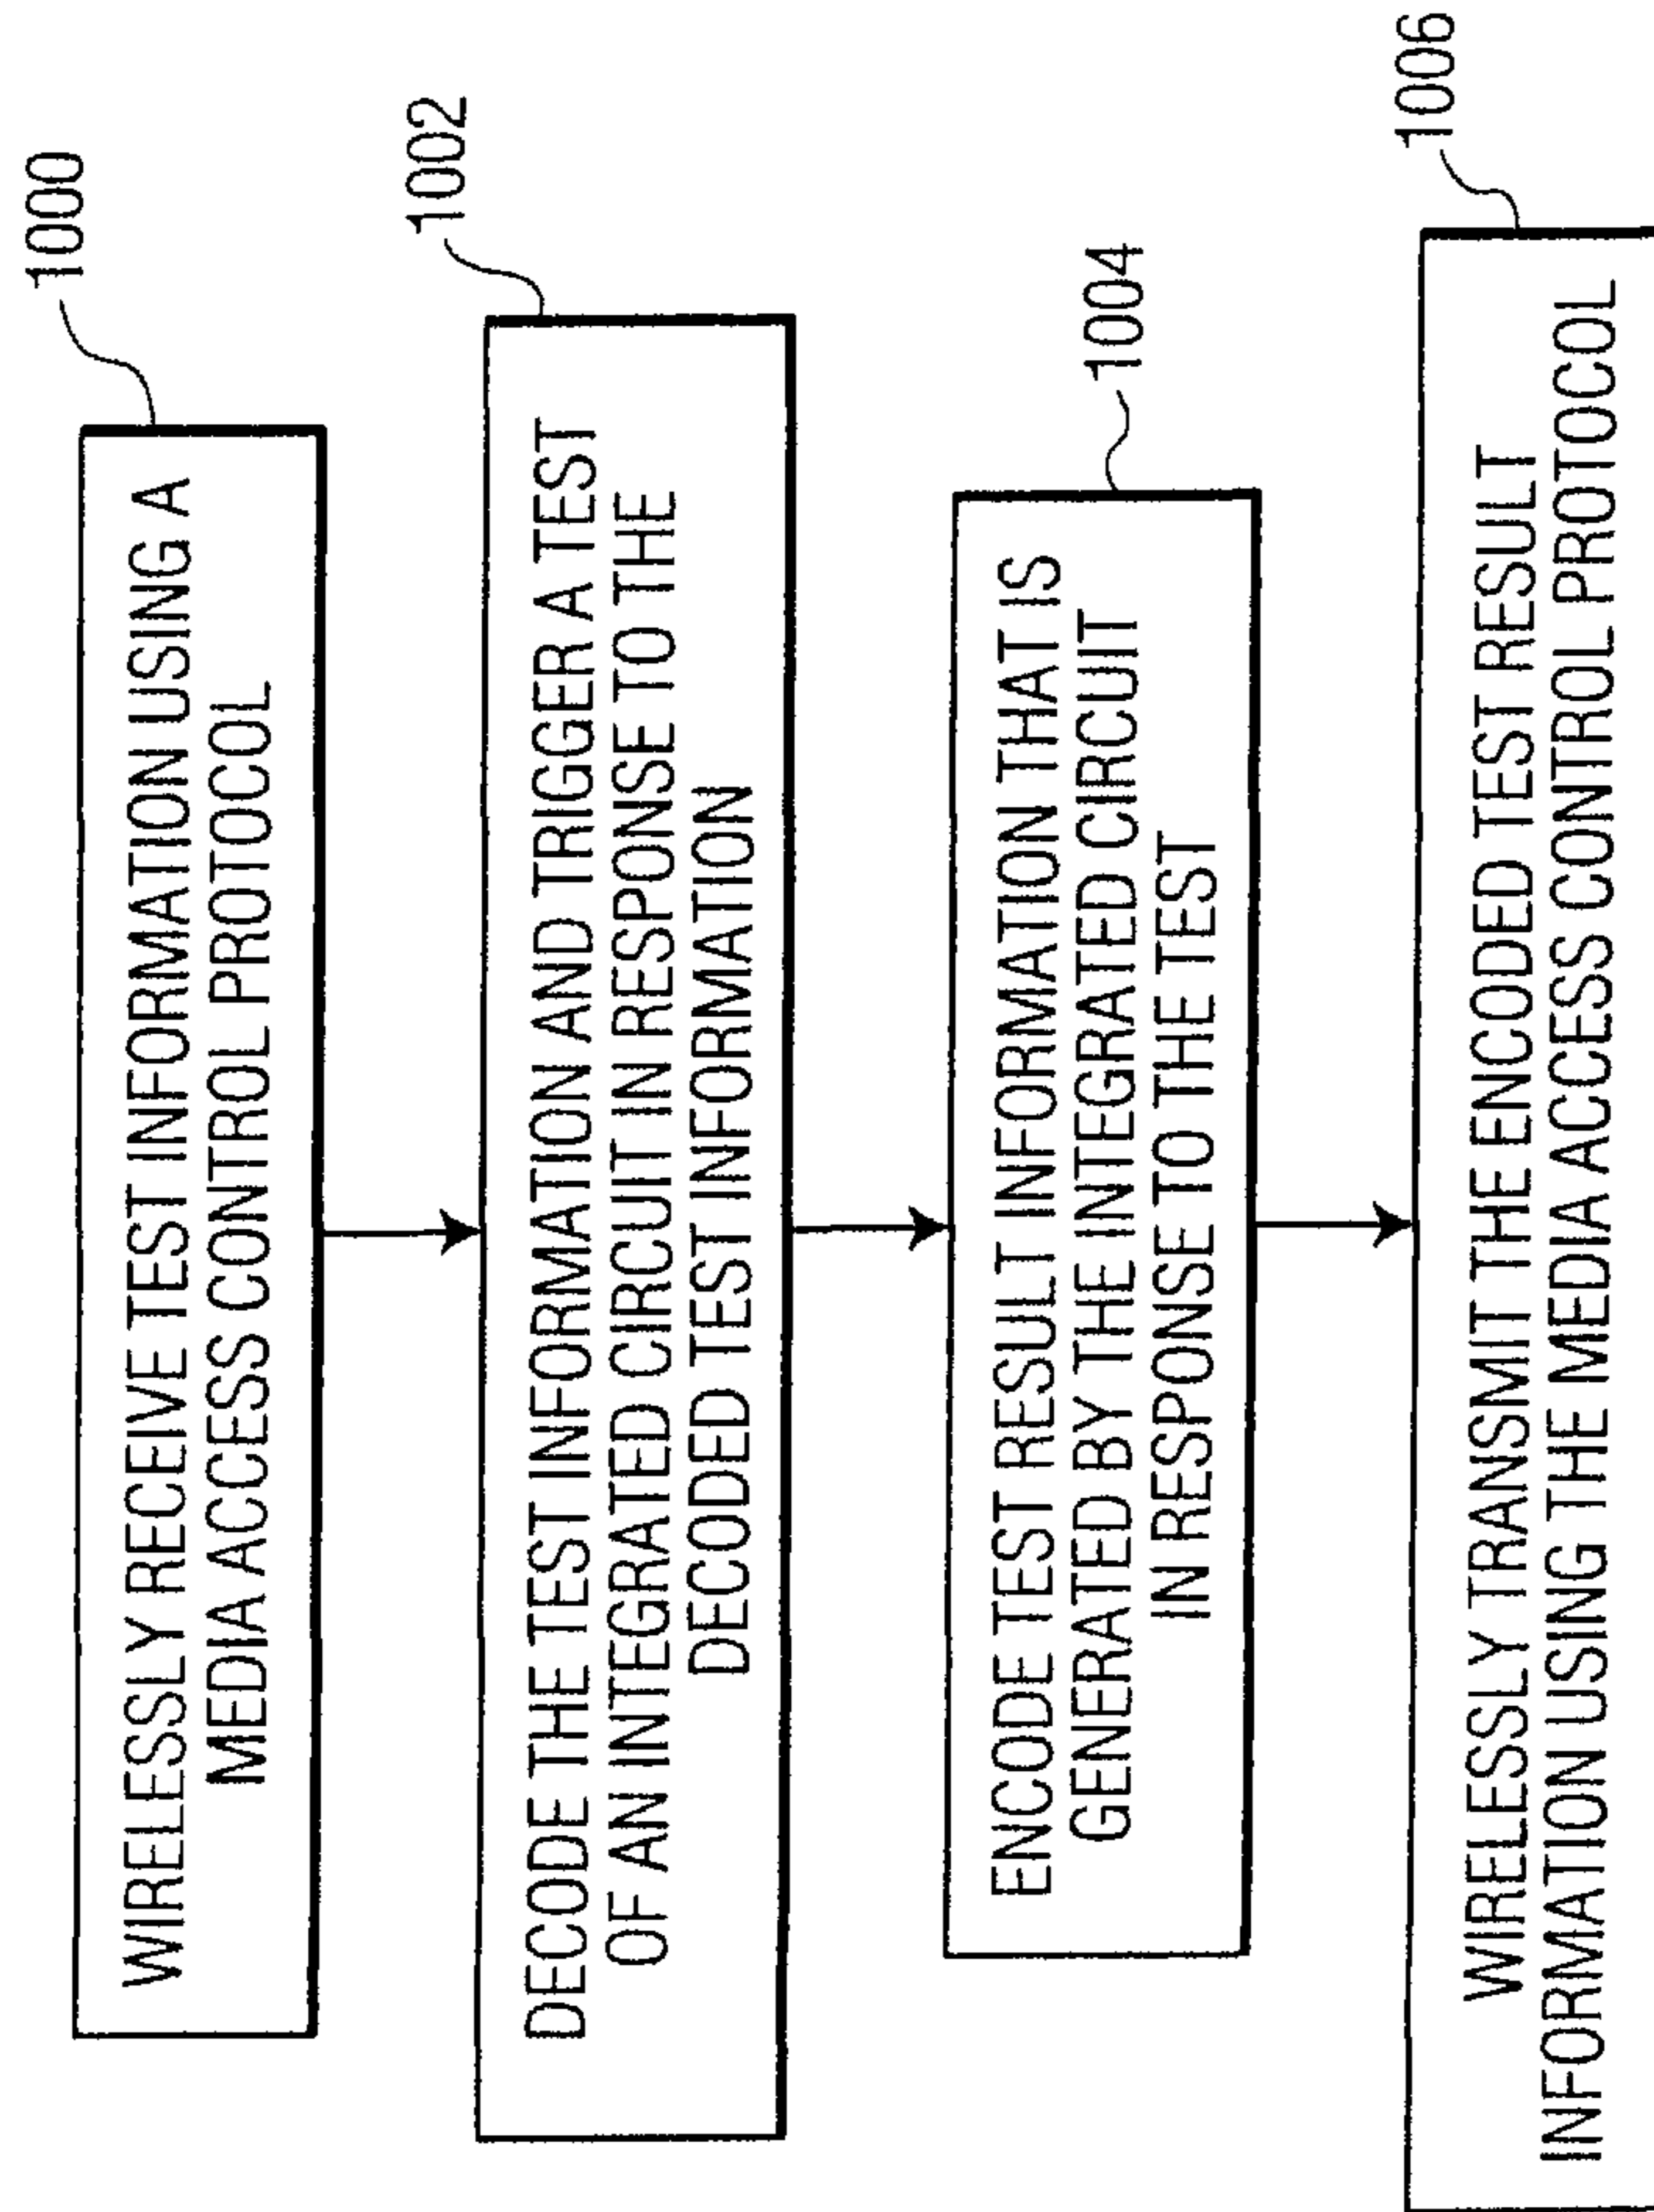 1000
WIRELESSLY RECEIVE TEST INFORMATION USING A
MEDIA ACCESS CONTROL PROTOCOL
1002
DECODE THE TEST INFORMATION AND TRIGGER A TEST
OF AN INTEGRATED CIRCUIT IN RESPONSE TO THE
DECODED TEST INFORMATION
1004
ENCODE TEST RESULT INFORMATION THAT IS
GENERATED BY THE INTEGRATED CIRCUIT
IN RESPONSE TO THE TEST
1006
WIRELESSLY TRANSMIT THE ENCODED TEST RESULT
INFORMATION USING THE MEDIA ACCESS CONTROL PROTOCOL